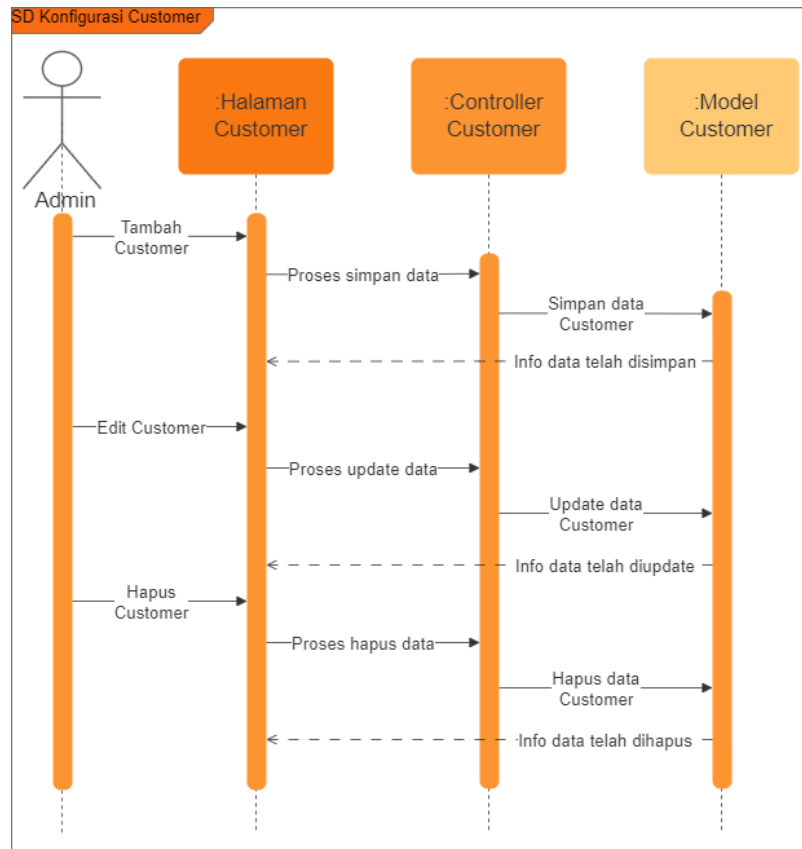 SD Konfigurasi Customer
:Halaman
Customer
:Controller
Customer
:Model
Customer
Admin
Tambah
Customer
Proses simpan data
Simpan data
Customer
Info data telah disimpan
Edit Customer
Proses update data
Update data
Customer
Info data telah diupdate
Hapus
Customer
Proses hapus data
Hapus data
Customer
Info data telah dihapus